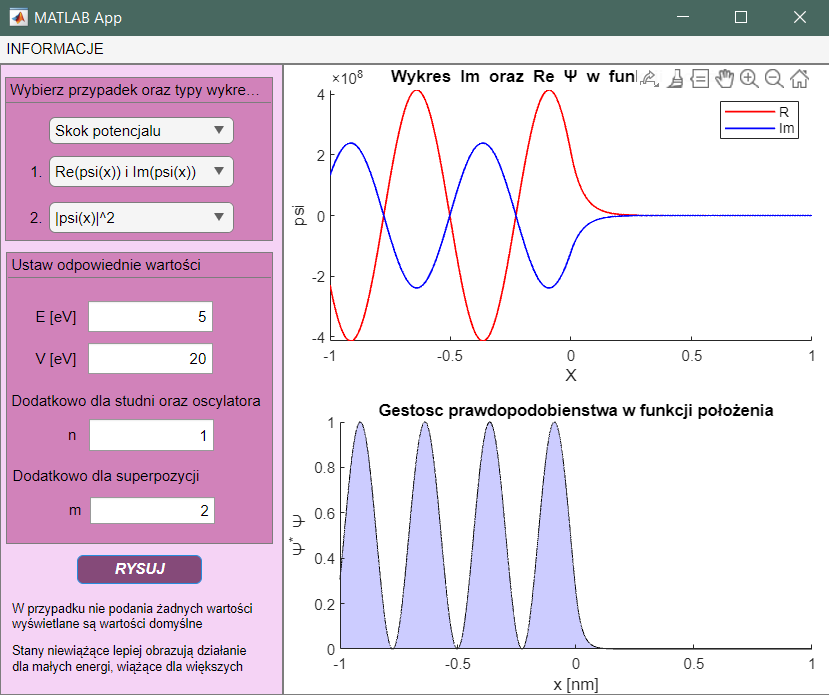 MATLAB App
INFORMACJE
Wybierz przypadek oraz typy wykre...
Skok potencjalu
1. Re(psi(x)) i Im(psi(x))
2. |psi(x)|^2
Ustaw odpowiednie wartości
E [eV] 5
V [eV] 20
Dodatkowo dla studni oraz oscylatora
n 1
Dodatkowo dla superpozycji
m 2
RYSUJ
W przypadku nie podania żadnych wartości
wyświetlane są wartości domyślne
Stany niewiążące lepiej obrazują działanie
dla małych energi, wiążące dla większych
×10⁸
Wykres Im oraz Re Ψ w fun
R
Im
4
2
0
-2
-4
psi
-1 -0.5 0 0.5 1
X
Gestosc prawdopodobienstwa w funkcji położenia
1
0.8
0.6
0.4
0.2
0
Ψ* Ψ
-1 -0.5 0 0.5 1
x [nm]